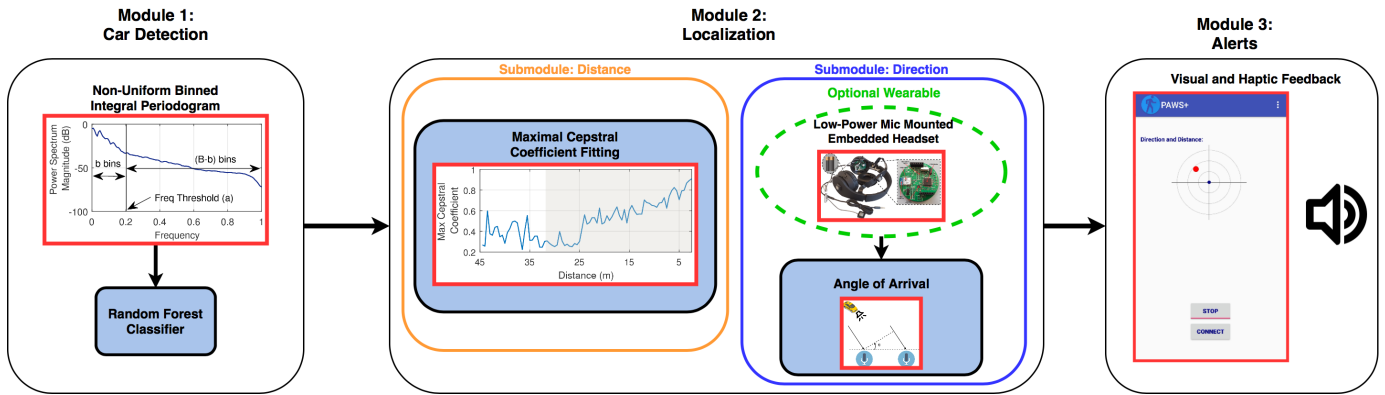 Module 1:
Car Detection
Non-Uniform Binned
Integral Periodogram
Power Spectrum
Magnitude (dB)
0
-50
-100
b bins
(B-b) bins
Freq Threshold (a)
0
0.2
0.4
0.6
0.8
1
Frequency
Random Forest
Classifier
Module 2:
Localization
Submodule: Distance
Maximal Cepstral
Coefficient Fitting
Max Cepstral
Coefficient
0.8
0.6
0.4
0.2
45
35
25
15
5
Distance (m)
Submodule: Direction
Optional Wearable
Low-Power Mic Mounted
Embedded Headset
Angle of Arrival
Module 3:
Alerts
Visual and Haptic Feedback
PAWS+
Direction and Distance:
STOP
CONNECT